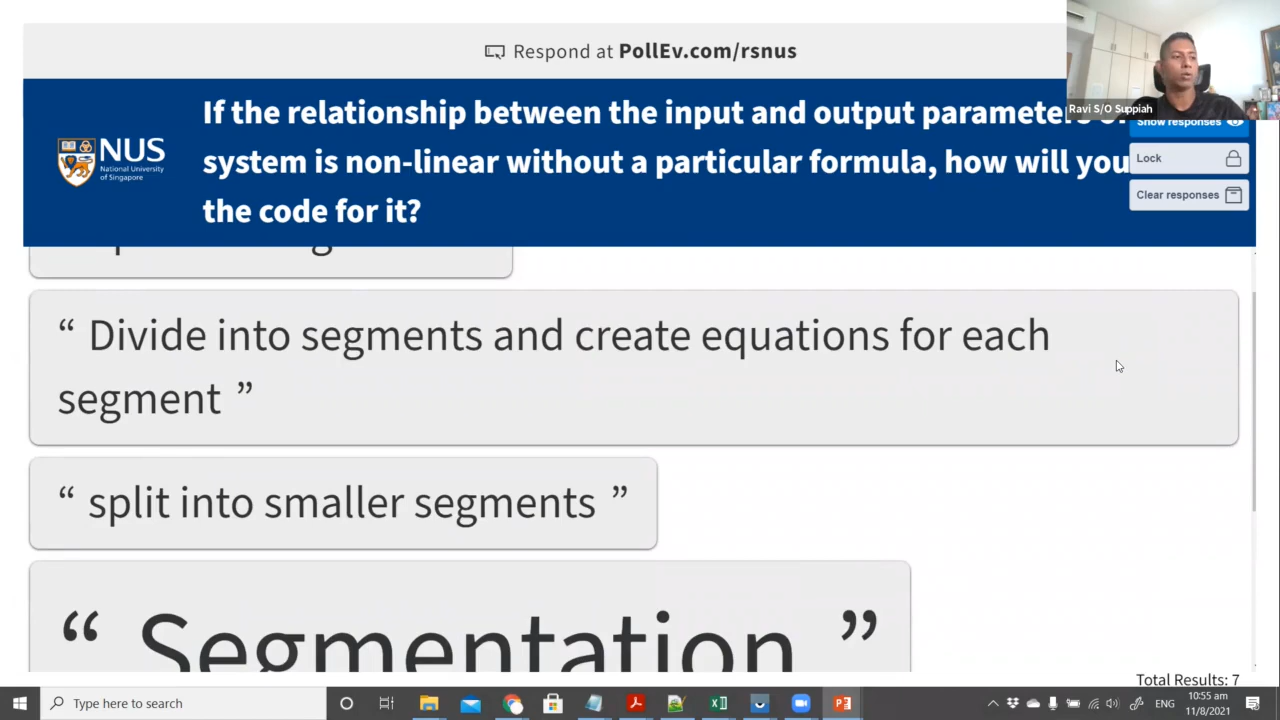 Respond at PollEv.com/rsnus
Ravi S/O Suppiah
If the relationship between the input and output parameters
Show responses
NUS
National University
of Singapore
system is non-linear without a particular formula, how will you
Lock
the code for it?
Clear responses
“ Divide into segments and create equations for each
segment ”
“ split into smaller segments ”
“ Segmentation ”
Total Results: 7
Type here to search
ENG
10:55 am
11/8/2021